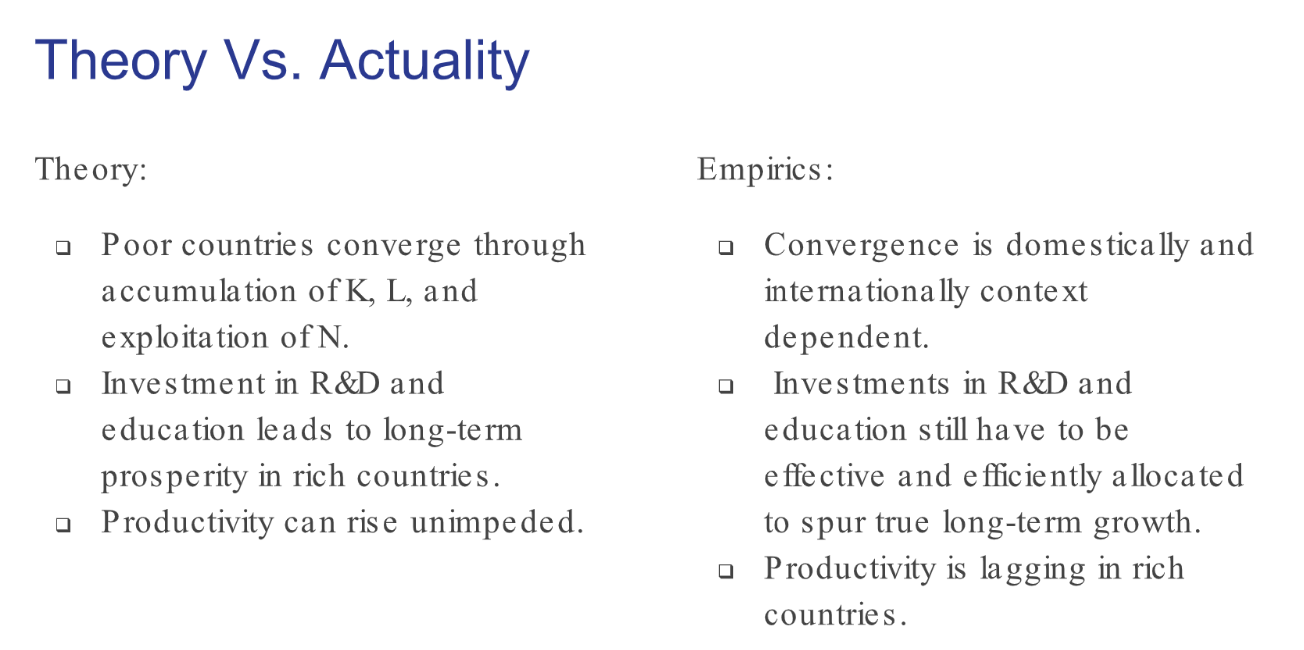 Theory Vs. Actuality
Theory:
❑ Poor countries converge through
accumulation of K, L, and
exploitation of N.
❑ Investment in R&D and
education leads to long-term
prosperity in rich countries.
❑ Productivity can rise unimpeded.
Empirics:
❑ Convergence is domestically and
internationally context
dependent.
❑ Investments in R&D and
education still have to be
effective and efficiently allocated
to spur true long-term growth.
❑ Productivity is lagging in rich
countries.